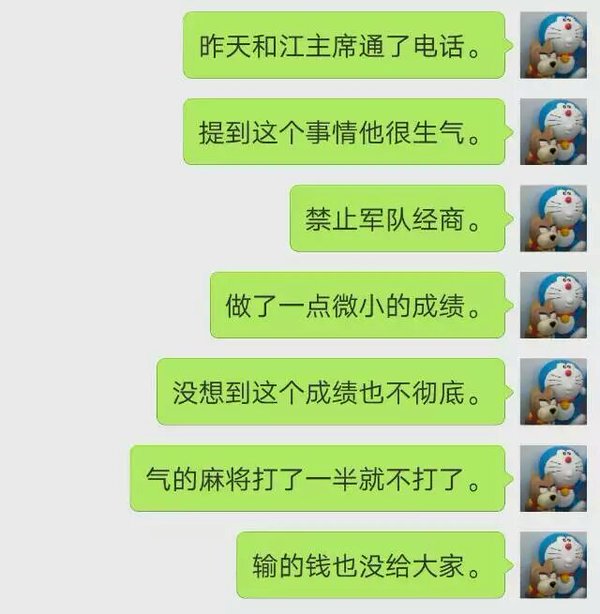 昨天和江主席通了电话。
提到这个事情他很生气。
禁止军队经商。
做了一点微小的成绩。
没想到这个成绩也不彻底。
气的麻将打了一半就不打了。
输的钱也没给大家。